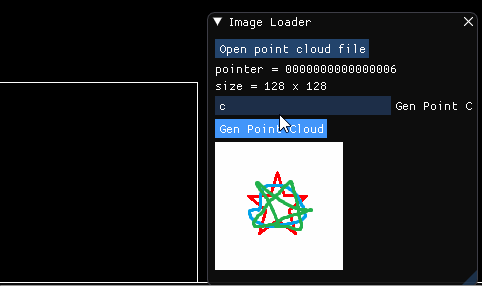 Image Loader
Open point cloud file
pointer = 0000000000000006
size = 128 x 128
c Gen Point C
Gen Point Cloud